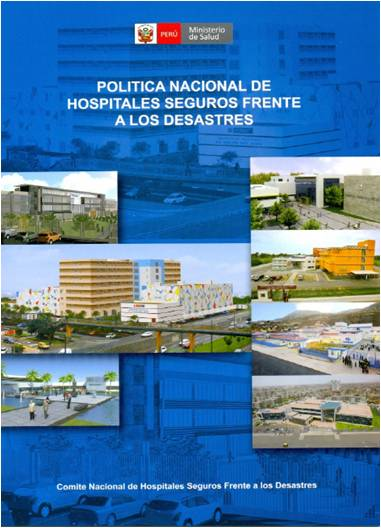 PERÚ
Ministerio
de Salud
POLITICA NACIONAL DE
HOSPITALES SEGUROS FRENTE
A LOS DESASTRES
Comite Nacional de Hospitales Seguros Frente a los Desastres